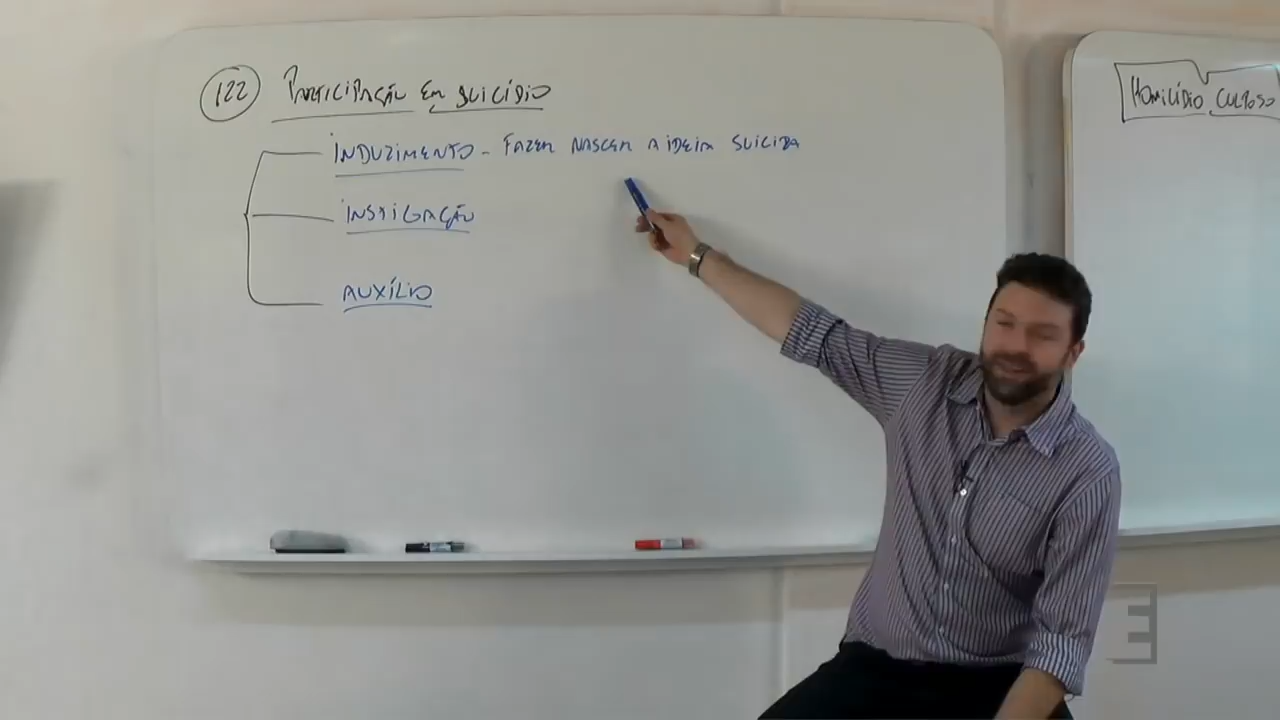 122 PARTICIPAÇÃO EM SUICÍDIO
INDUZIMENTO - FAZER NASCER A IDEIA SUICIDA
INSTIGAÇÃO
AUXÍLIO
HOMICÍDIO CULPOSO
E